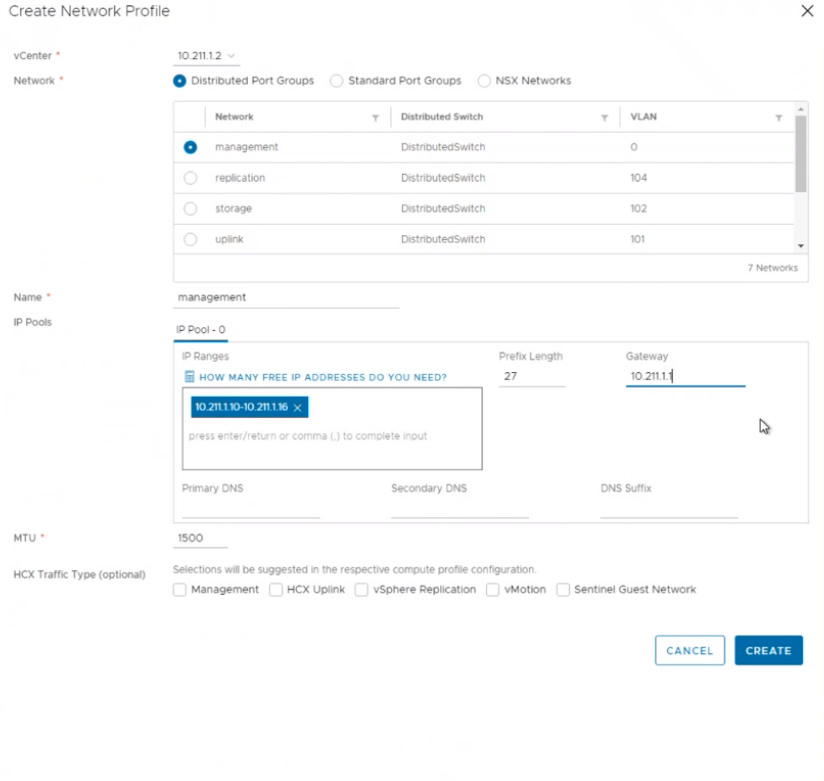 Create Network Profile
vCenter * 10.211.1.2
Network * Distributed Port Groups Standard Port Groups NSX Networks
Network Distributed Switch VLAN
management DistributedSwitch 0
replication DistributedSwitch 104
storage DistributedSwitch 102
uplink DistributedSwitch 101
7 Networks
Name * management
IP Pools
IP Pool - 0
IP Ranges Prefix Length Gateway
HOW MANY FREE IP ADDRESSES DO YOU NEED? 27 10.211.1.1
10.211.1.10-10.211.1.16
press enter/return or comma (,) to complete input
Primary DNS Secondary DNS DNS Suffix
MTU * 1500
HCX Traffic Type (optional) Selections will be suggested in the respective compute profile configuration.
Management HCX Uplink vSphere Replication vMotion Sentinel Guest Network
CANCEL CREATE